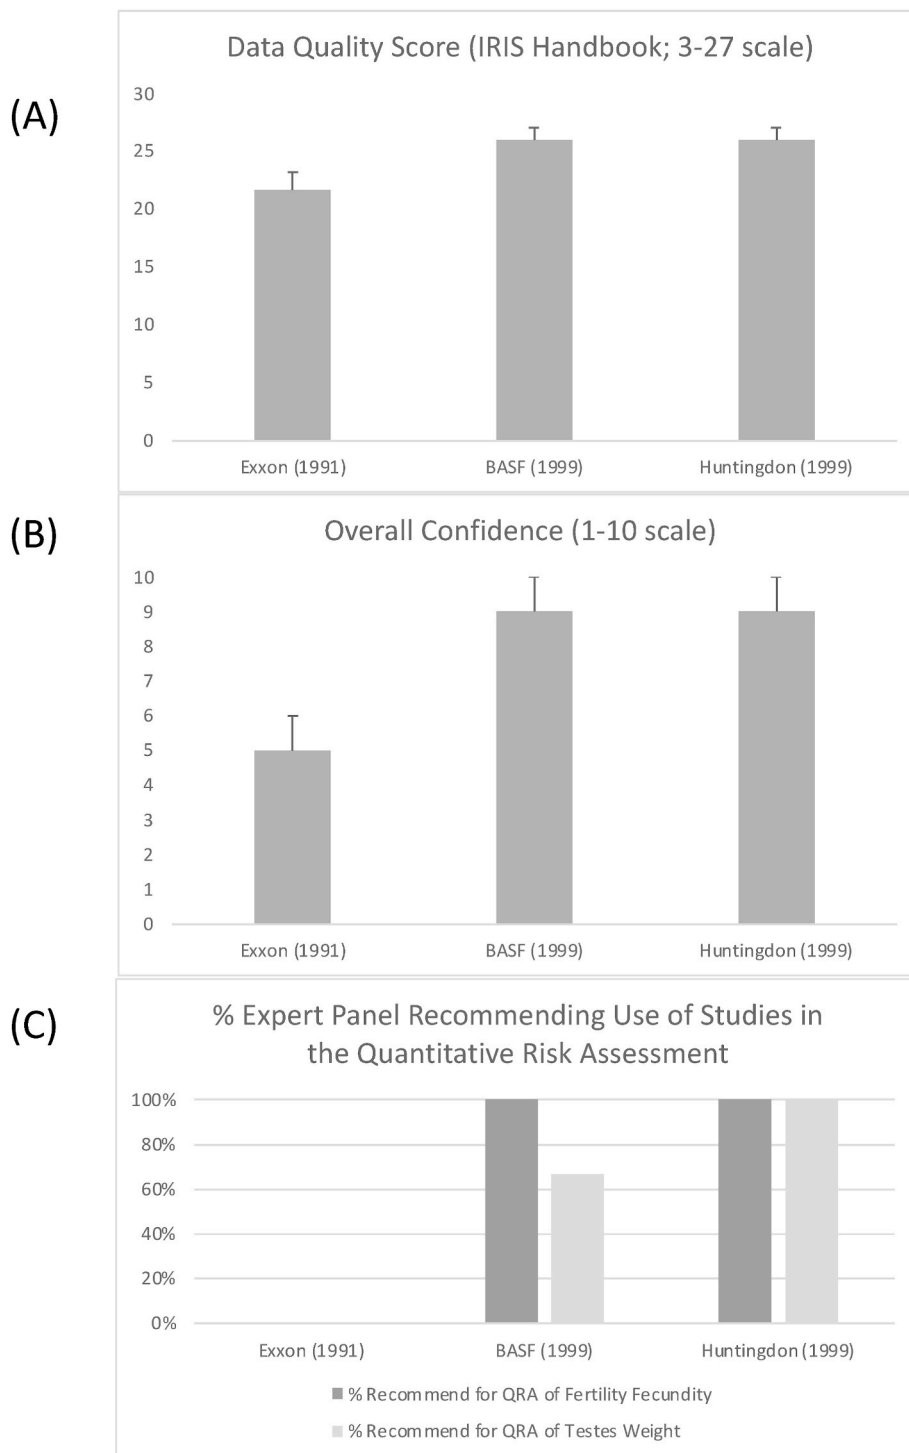 (A)
Data Quality Score (IRIS Handbook; 3-27 scale)
30
25
20
15
10
5
0
Exxon (1991) BASF (1999) Huntingdon (1999)
(B)
Overall Confidence (1-10 scale)
10
9
8
7
6
5
4
3
2
1
0
Exxon (1991) BASF (1999) Huntingdon (1999)
(C)
% Expert Panel Recommending Use of Studies in
the Quantitative Risk Assessment
100%
80%
60%
40%
20%
0%
Exxon (1991) BASF (1999) Huntingdon (1999)
% Recommend for QRA of Fertility Fecundity
% Recommend for QRA of Testes Weight